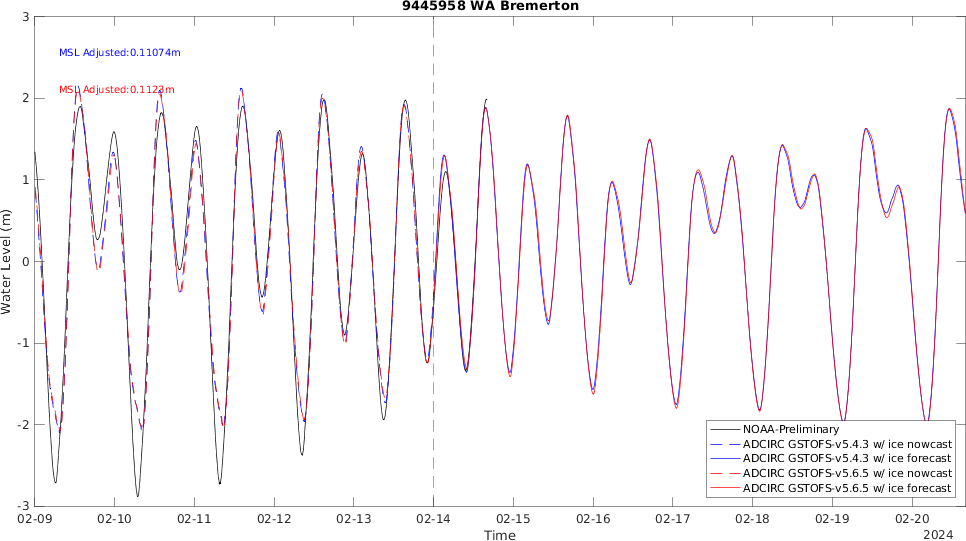 9445958 WA Bremerton
3
2
1
0
-1
-2
-3
Water Level (m)
MSL Adjusted:0.11074m
MSL Adjusted:0.1123m
NOAA-Preliminary
ADCIRC GSTOFS-v5.4.3 w/ ice nowcast
ADCIRC GSTOFS-v5.4.3 w/ ice forecast
ADCIRC GSTOFS-v5.6.5 w/ ice nowcast
ADCIRC GSTOFS-v5.6.5 w/ ice forecast
02-09 02-10 02-11 02-12 02-13 02-14 02-15 02-16 02-17 02-18 02-19 02-20
Time
2024